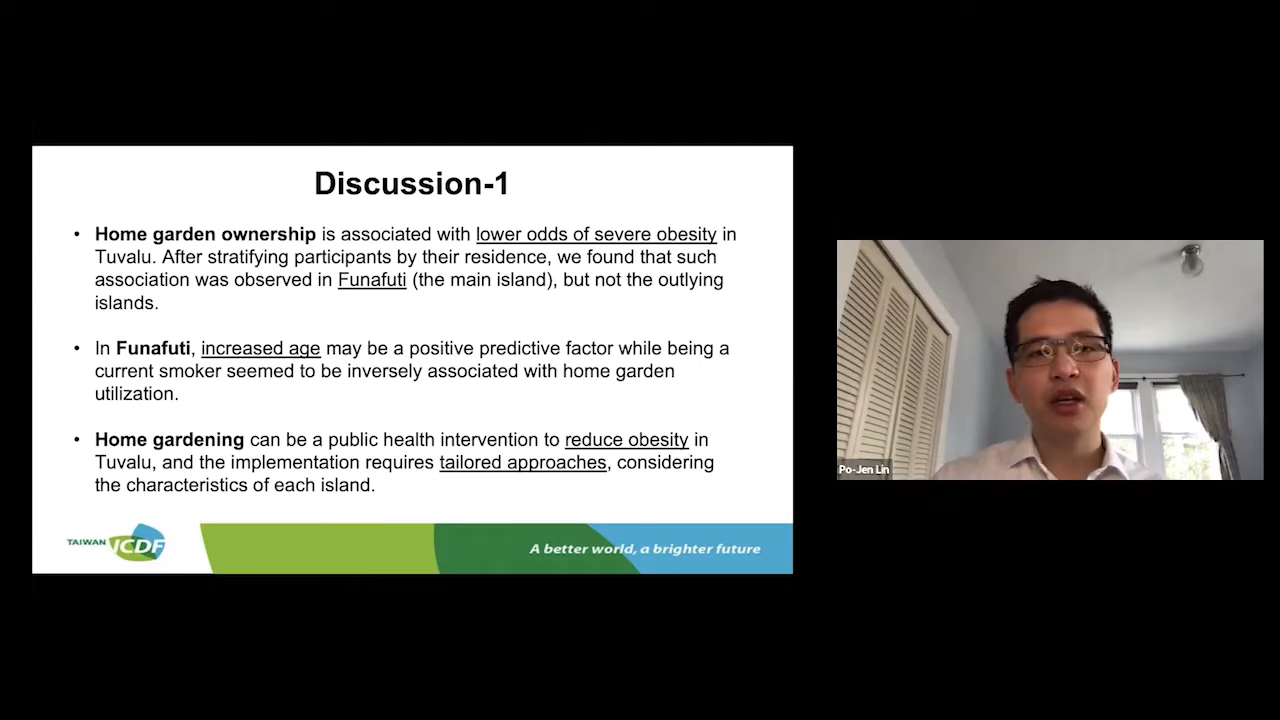 Discussion-1
• Home garden ownership is associated with lower odds of severe obesity in
Tuvalu. After stratifying participants by their residence, we found that such
association was observed in Funafuti (the main island), but not the outlying
islands.
• In Funafuti, increased age may be a positive predictive factor while being a
current smoker seemed to be inversely associated with home garden
utilization.
• Home gardening can be a public health intervention to reduce obesity in
Tuvalu, and the implementation requires tailored approaches, considering
the characteristics of each island.
TAIWAN ICDF
A better world, a brighter future
Po-Jen Lin